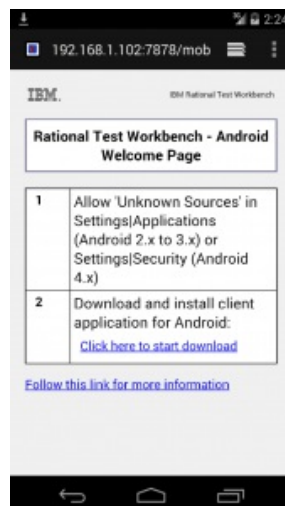 2:24
192.168.1.102:7878/mob
IBM.
IBM Rational Test Workbench
Rational Test Workbench - Android
Welcome Page
1
Allow 'Unknown Sources' in
Settings|Applications
(Android 2.x to 3.x) or
Settings|Security (Android
4.x)
2
Download and install client
application for Android:
Click here to start download
Follow this link for more information